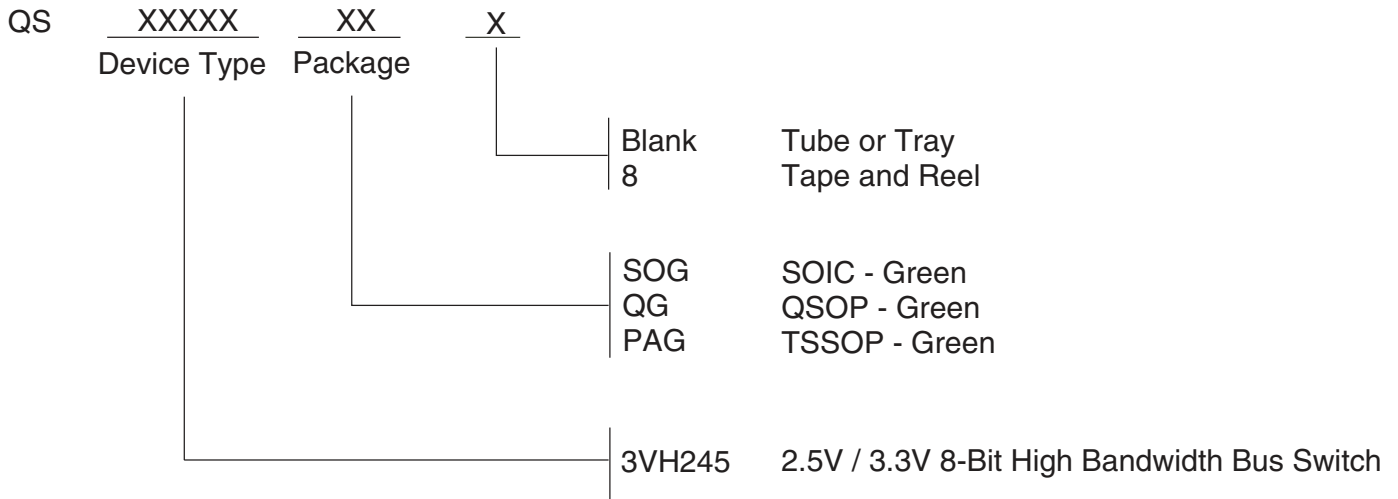 QS XXXXX XX X
Device Type Package
Blank Tube or Tray
8 Tape and Reel
SOG SOIC - Green
QG QSOP - Green
PAG TSSOP - Green
3VH245 2.5V / 3.3V 8-Bit High Bandwidth Bus Switch